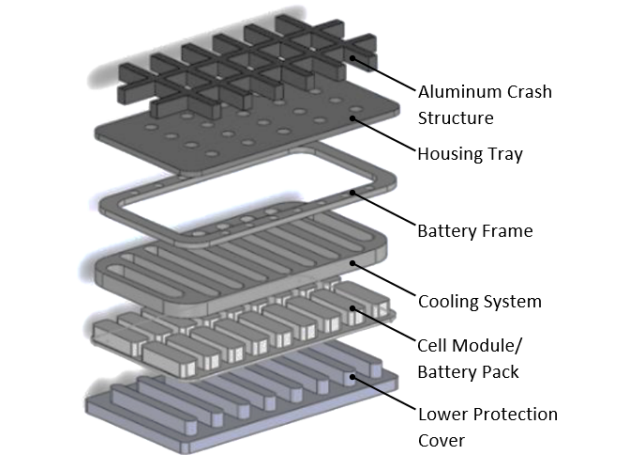 Aluminum Crash
Structure
Housing Tray
Battery Frame
Cooling System
Cell Module/
Battery Pack
Lower Protection
Cover